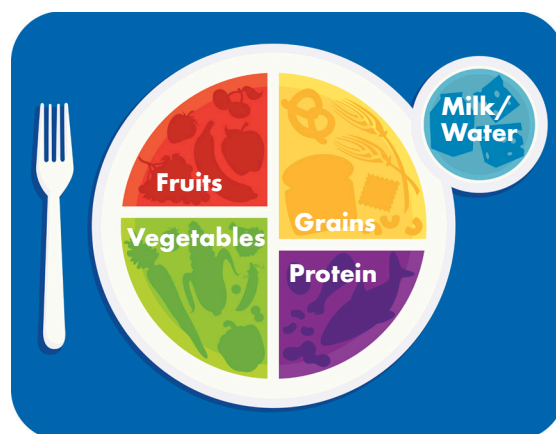 Fruits
Grains
Milk/
Water
Vegetables
Protein